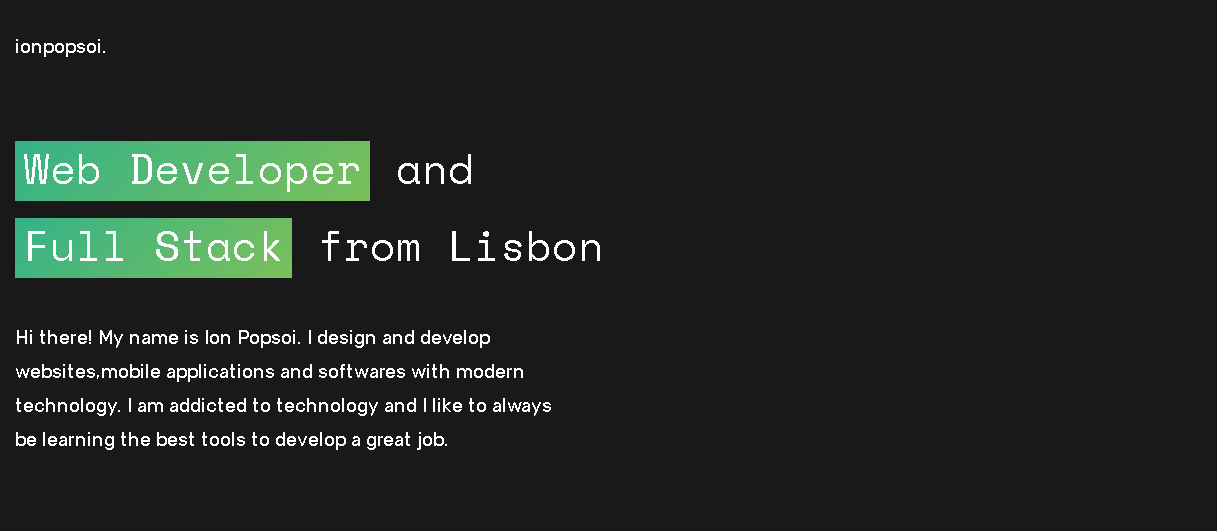 ionpopsoi.
Web Developer and
Full Stack from Lisbon
Hi there! My name is Ion Popsoi. I design and develop
websites,mobile applications and softwares with modern
technology. I am addicted to technology and I like to always
be learning the best tools to develop a great job.